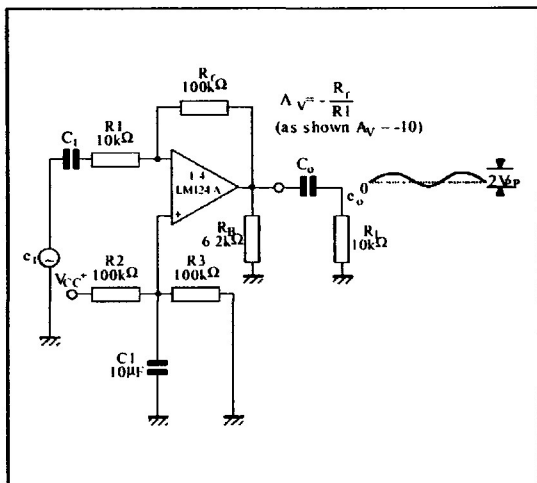 Rf
100kΩ
AV = - Rf
R1
(as shown AV = -10)
CI
R1
10kΩ
1/4
LM124A
+
Co
eo
0
2VPP
RB
6.2kΩ
RL
10kΩ
eI
~
VCC+
R2
100kΩ
R3
100kΩ
C1
10µF